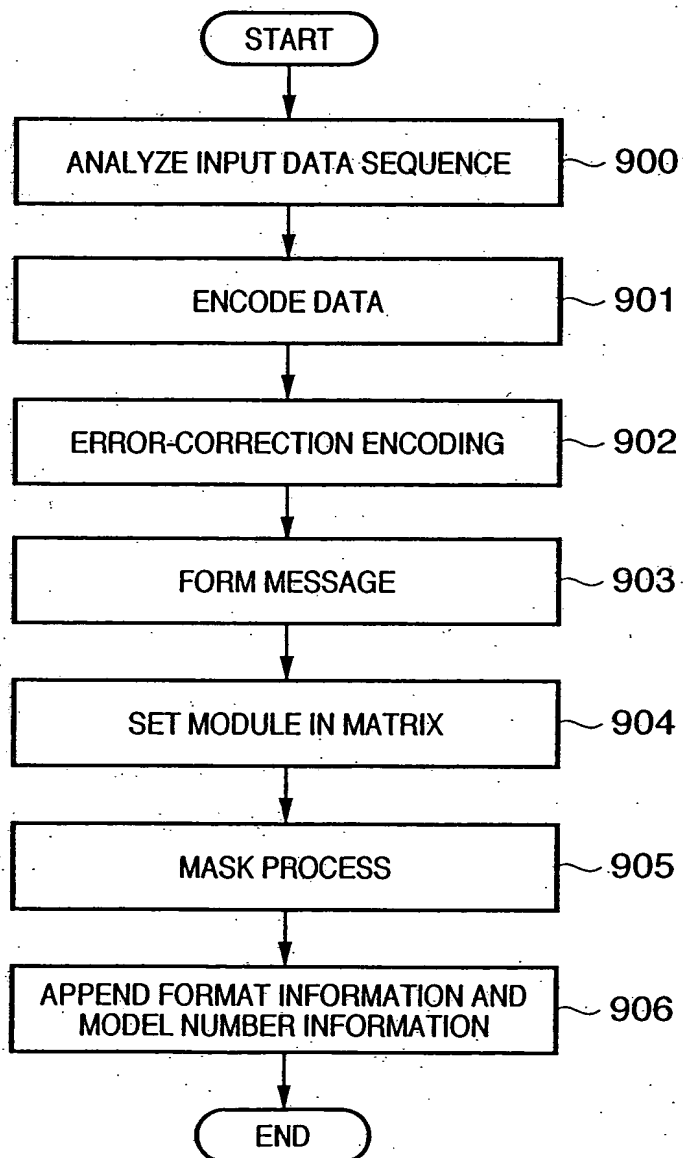 START
ANALYZE INPUT DATA SEQUENCE
900
ENCODE DATA
901
ERROR-CORRECTION ENCODING
902
FORM MESSAGE
903
SET MODULE IN MATRIX
904
MASK PROCESS
905
APPEND FORMAT INFORMATION AND
MODEL NUMBER INFORMATION
906
END